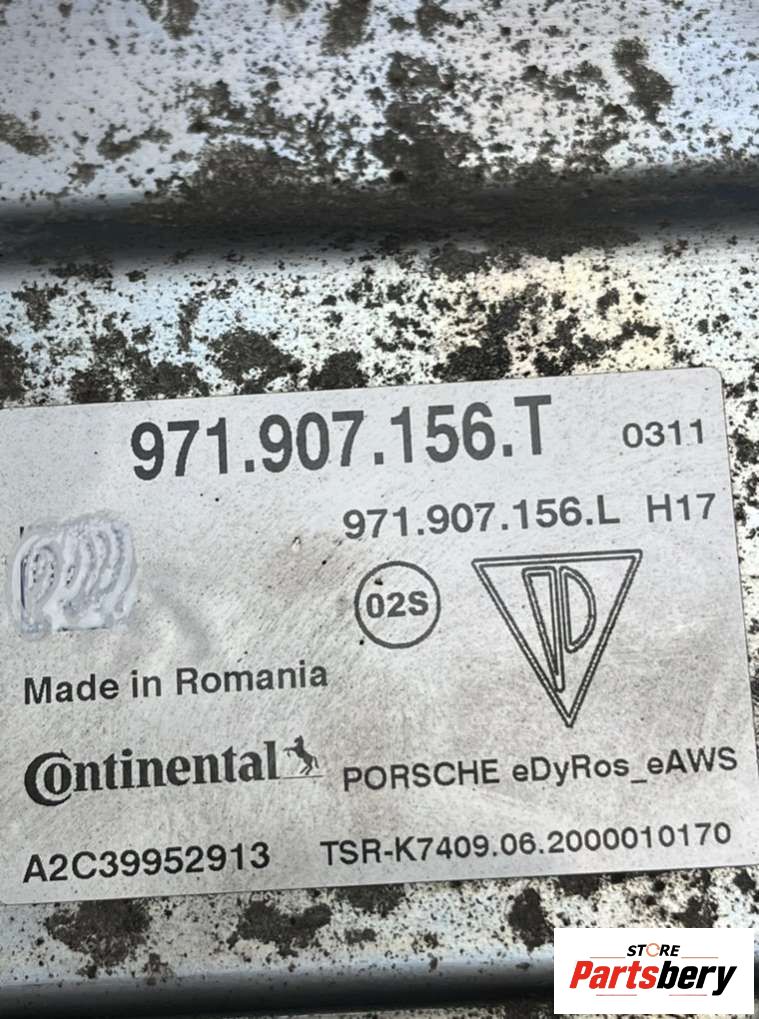 971.907.156.T 0311
971.907.156.L H17
02S
Made in Romania
Continental PORSCHE eDyRos_eAWS
A2C39952913 TSR-K7409.06.2000010170
STORE
Partsbery